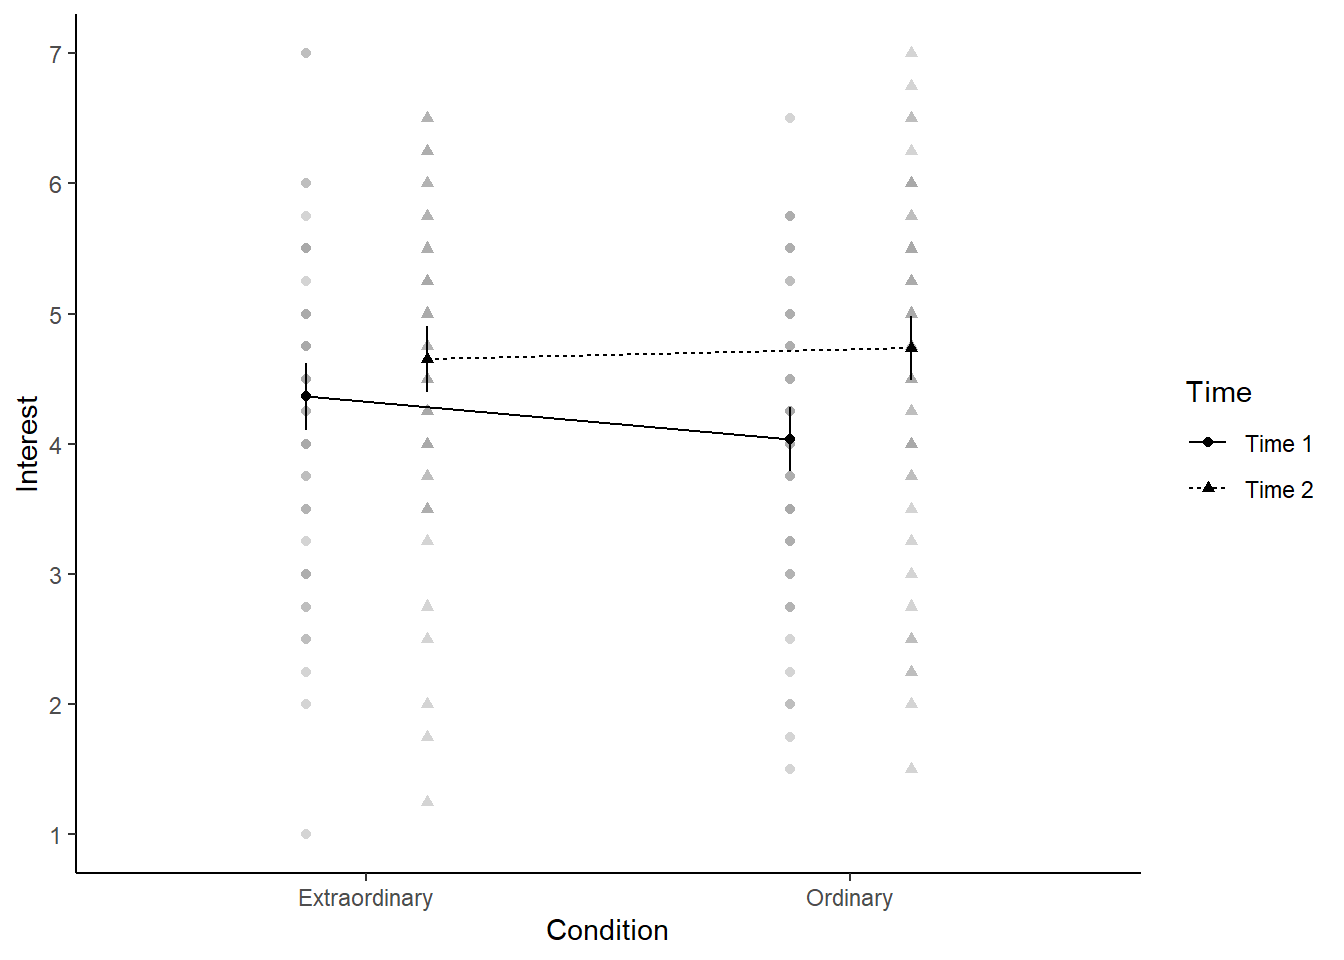 7
6
5
4
3
2
1
Interest
Extraordinary
Ordinary
Condition
Time
Time 1
Time 2